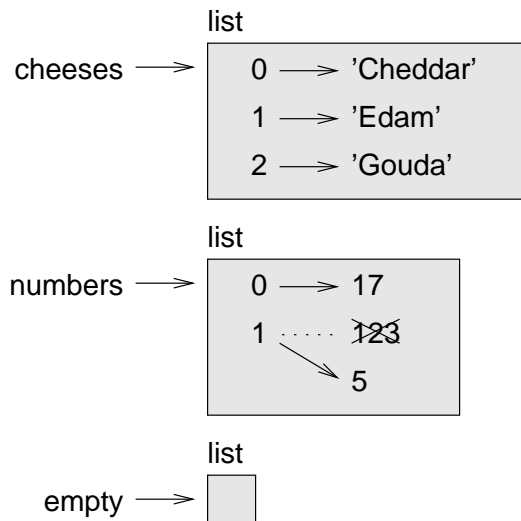 list
cheeses
0 ’Cheddar’
1 ’Edam’
2 ’Gouda’
list
numbers
0 17
1 123
5
list
empty